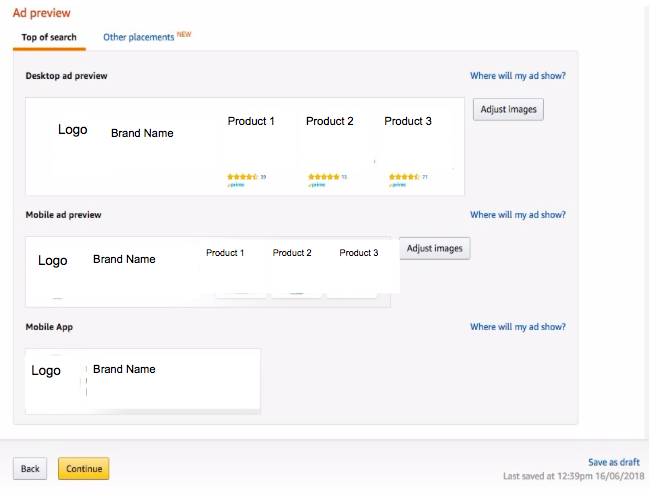 Ad preview
Top of search Other placements NEW
Desktop ad preview Where will my ad show?
Logo Brand Name Product 1 Product 2 Product 3 Adjust images
39 15 71
prime prime prime
Mobile ad preview Where will my ad show?
Logo Brand Name Product 1 Product 2 Product 3 Adjust images
Mobile App Where will my ad show?
Logo Brand Name
Back Continue Save as draft
Last saved at 12:39pm 16/06/2018